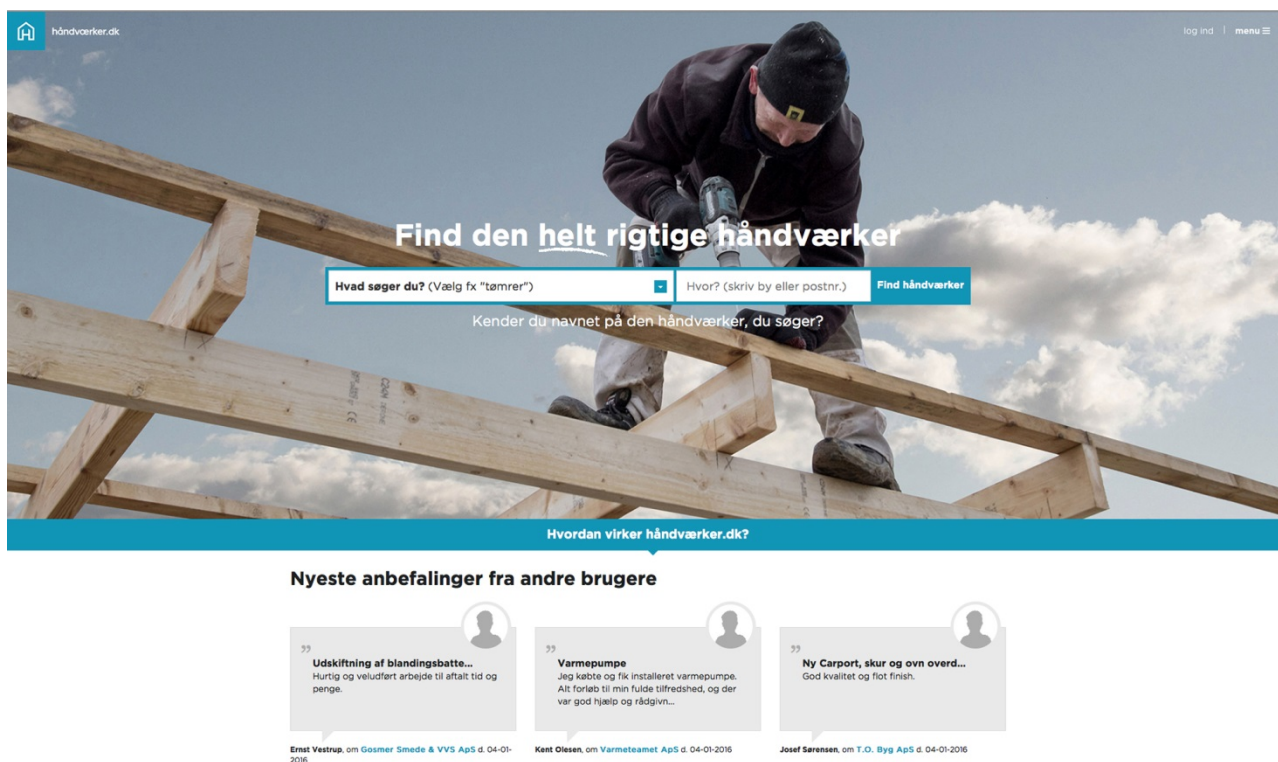 håndværker.dk
log ind | menu
Find den helt rigtige håndværker
Hvad søger du? (Vælg fx "tømrer")
Hvor? (skriv by eller postnr.)
Find håndværker
Kender du navnet på den håndværker, du søger?
C24N
CE
Hvordan virker håndværker.dk?
Nyeste anbefalinger fra andre brugere
”
Udskiftning af blandingsbatte...
Hurtig og veludført arbejde til aftalt tid og
penge.
Ernst Vestrup, om Gosmer Smede & VVS ApS d. 04-01-
2016
”
Varmepumpe
Jeg købte og fik installeret varmepumpe.
Alt forløb til min fulde tilfredshed, og der
var god hjælp og rådgivn...
Kent Olesen, om Varmeteamet ApS d. 04-01-2016
”
Ny Carport, skur og ovn overd...
God kvalitet og flot finish.
Josef Sørensen, om T.O. Byg ApS d. 04-01-2016